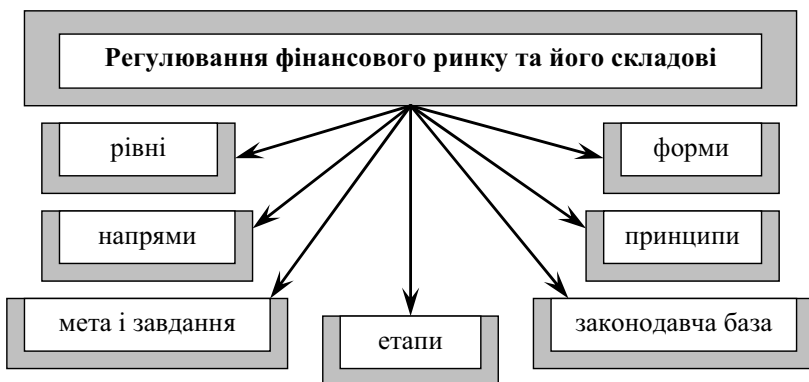 Регулювання фінансового ринку та його складові
рівні
форми
напрями
принципи
мета і завдання
законодавча база
етапи